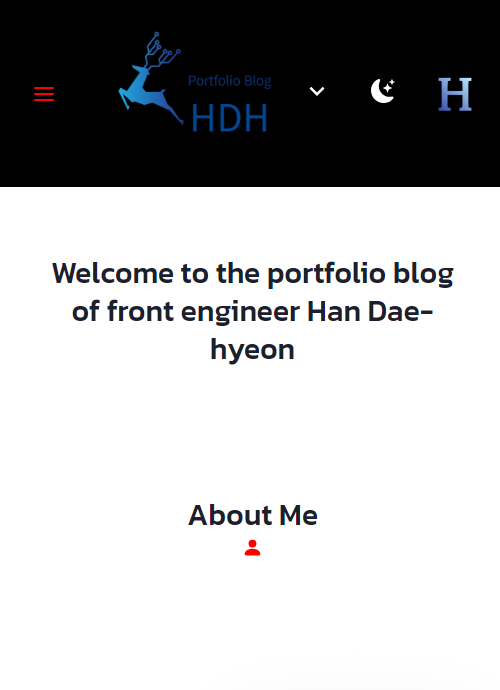 Portfolio Blog
HDH
H
Welcome to the portfolio blog
of front engineer Han Dae-
hyeon
About Me